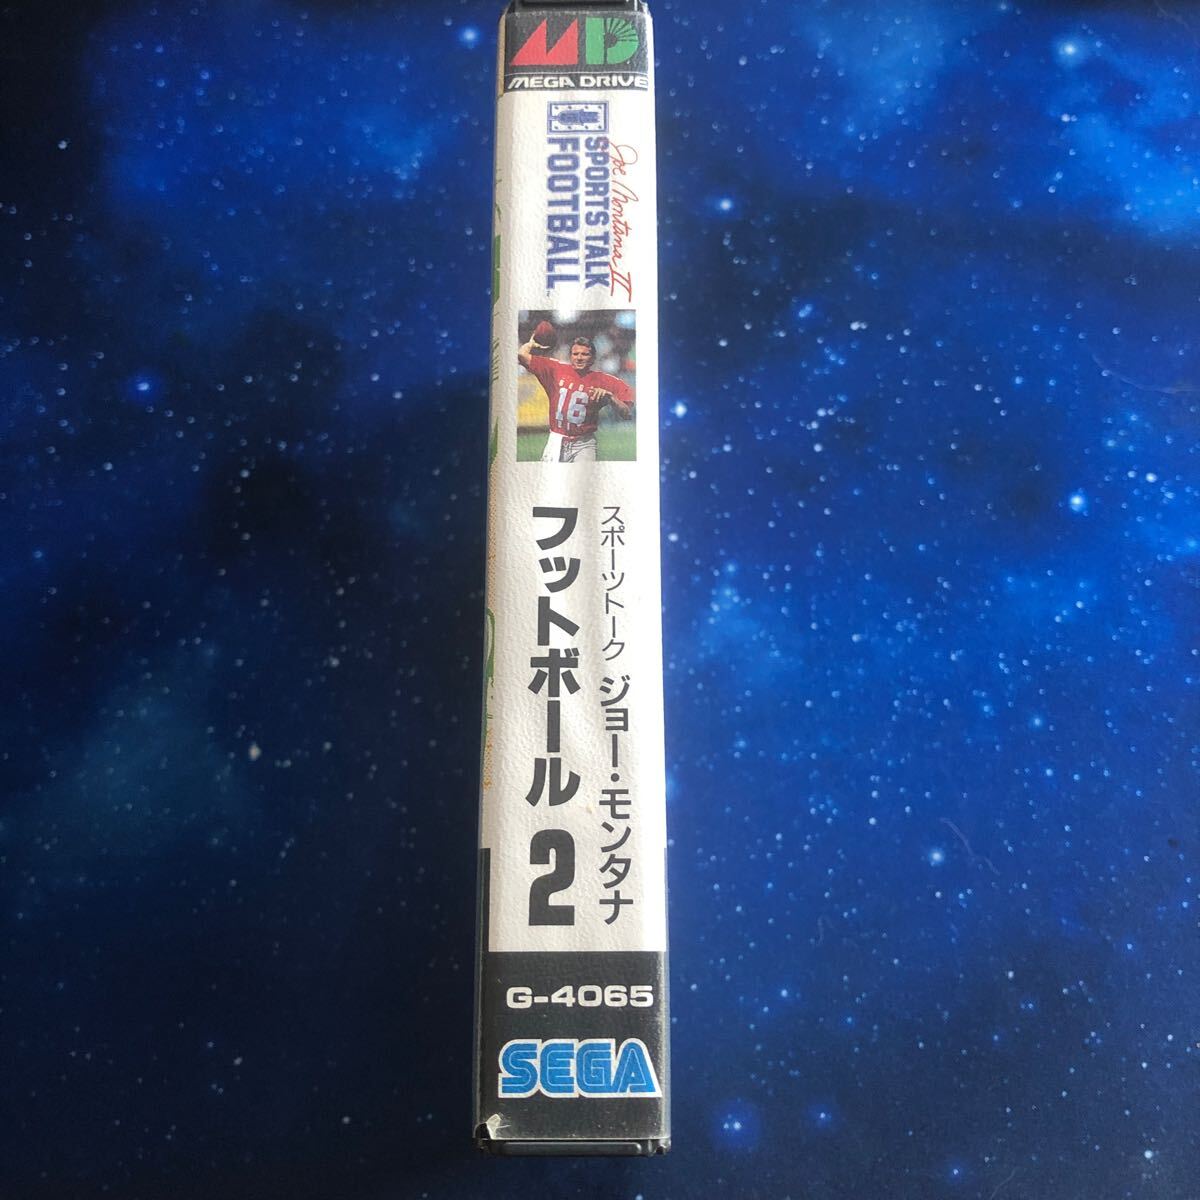 MD
MEGA DRIVE
Joe Montana II
SPORTS TALK
FOOTBALL™
16
スポーツトーク ジョー・モンタナ
フットボール2
G-4065
SEGA